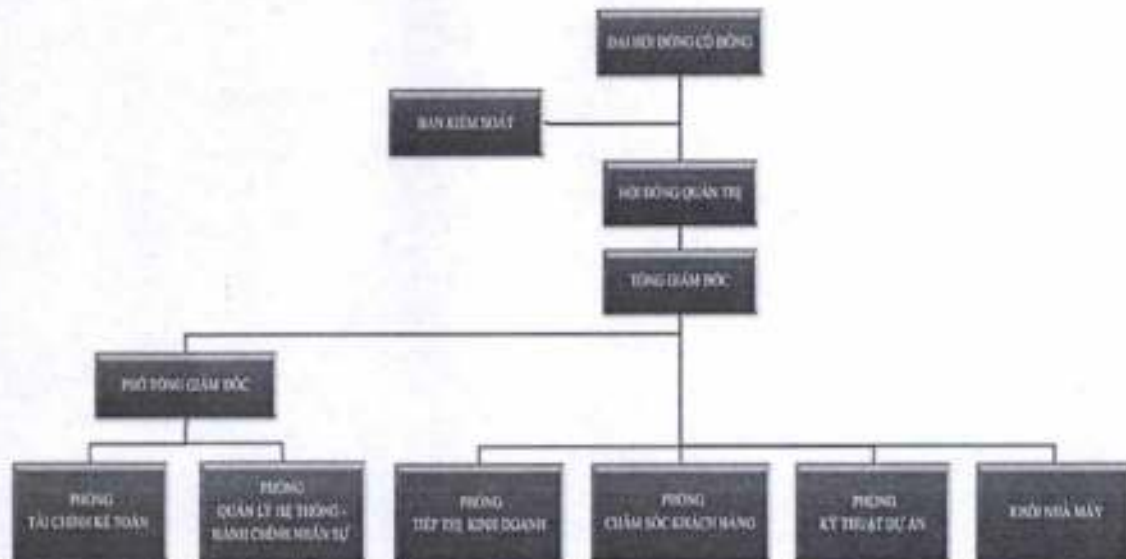 ĐẠI HỘI ĐỒNG CỔ ĐÔNG
BAN KIỂM SOÁT
HỘI ĐỒNG QUẢN TRỊ
TỔNG GIÁM ĐỐC
PHÓ TỔNG GIÁM ĐỐC
PHÒNG
TÀI CHÍNH KẾ TOÁN
PHÒNG
QUẢN LÝ HỆ THỐNG -
HÀNH CHÍNH NHÂN SỰ
PHÒNG
TIẾP THỊ, KINH DOANH
PHÒNG
CHĂM SÓC KHÁCH HÀNG
PHÒNG
KỸ THUẬT DỰ ÁN
KHỐI NHÀ MÁY